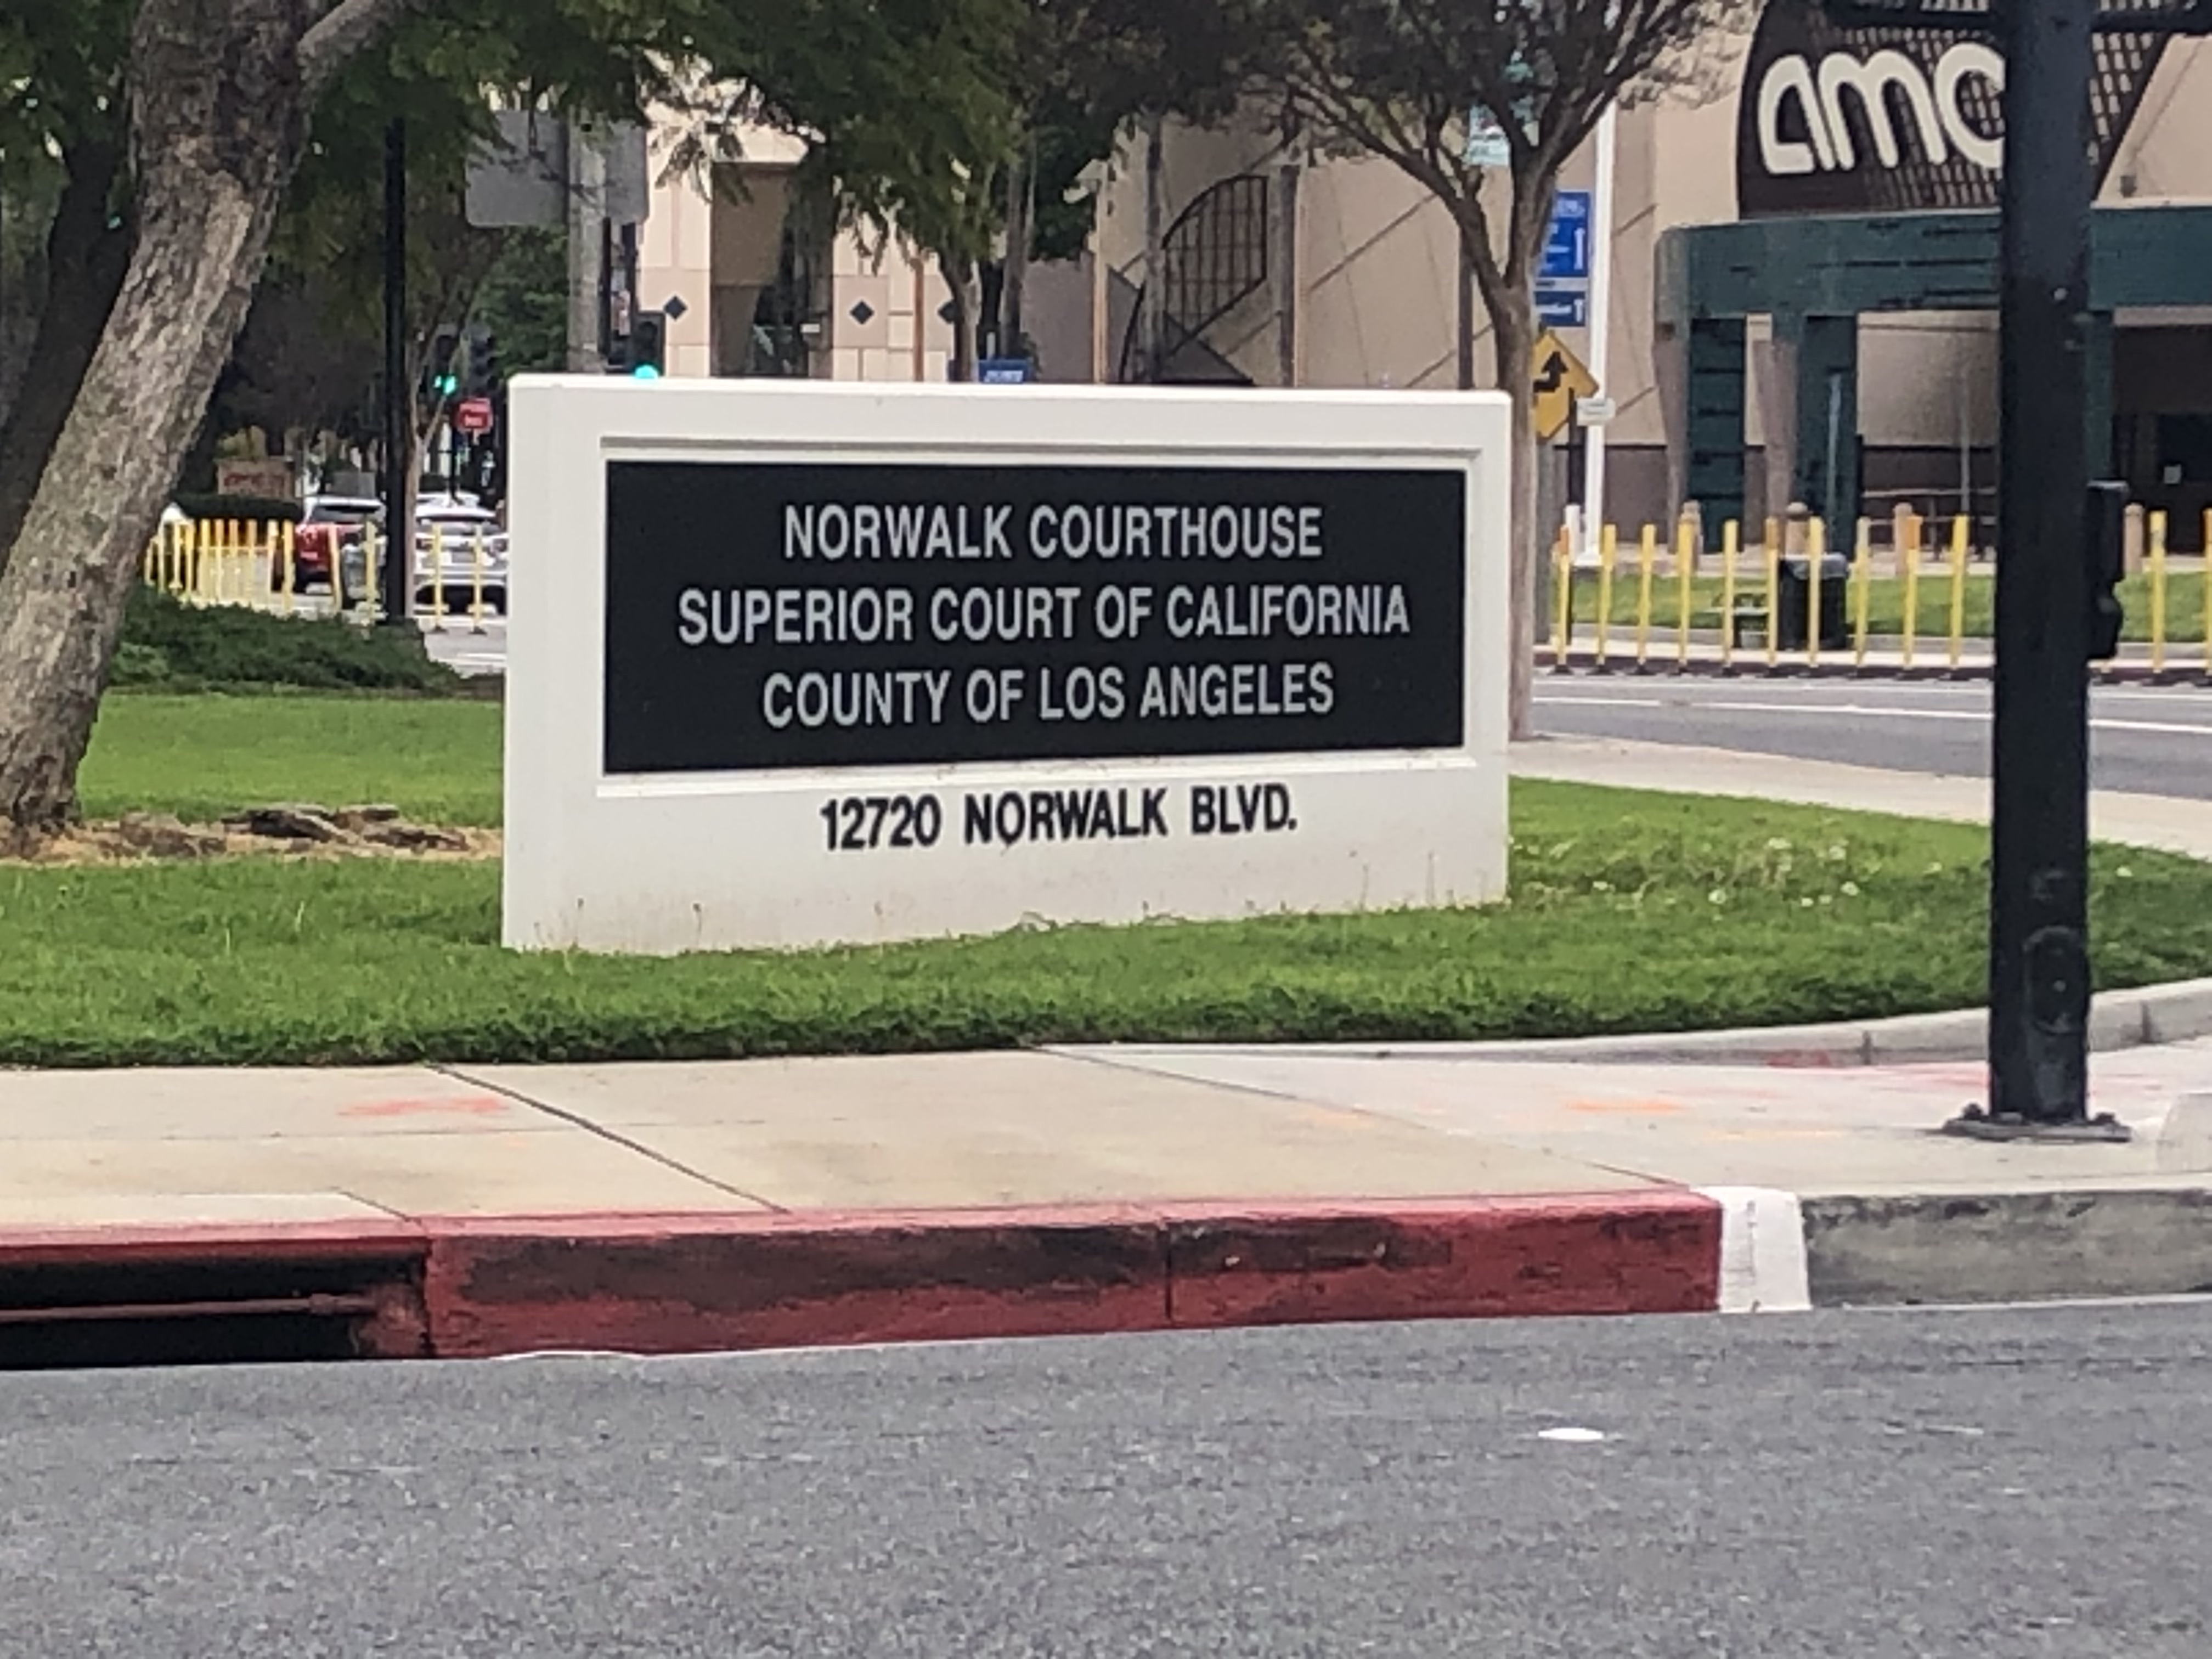 amc
NORWALK COURTHOUSE
SUPERIOR COURT OF CALIFORNIA
COUNTY OF LOS ANGELES
12720 NORWALK BLVD.